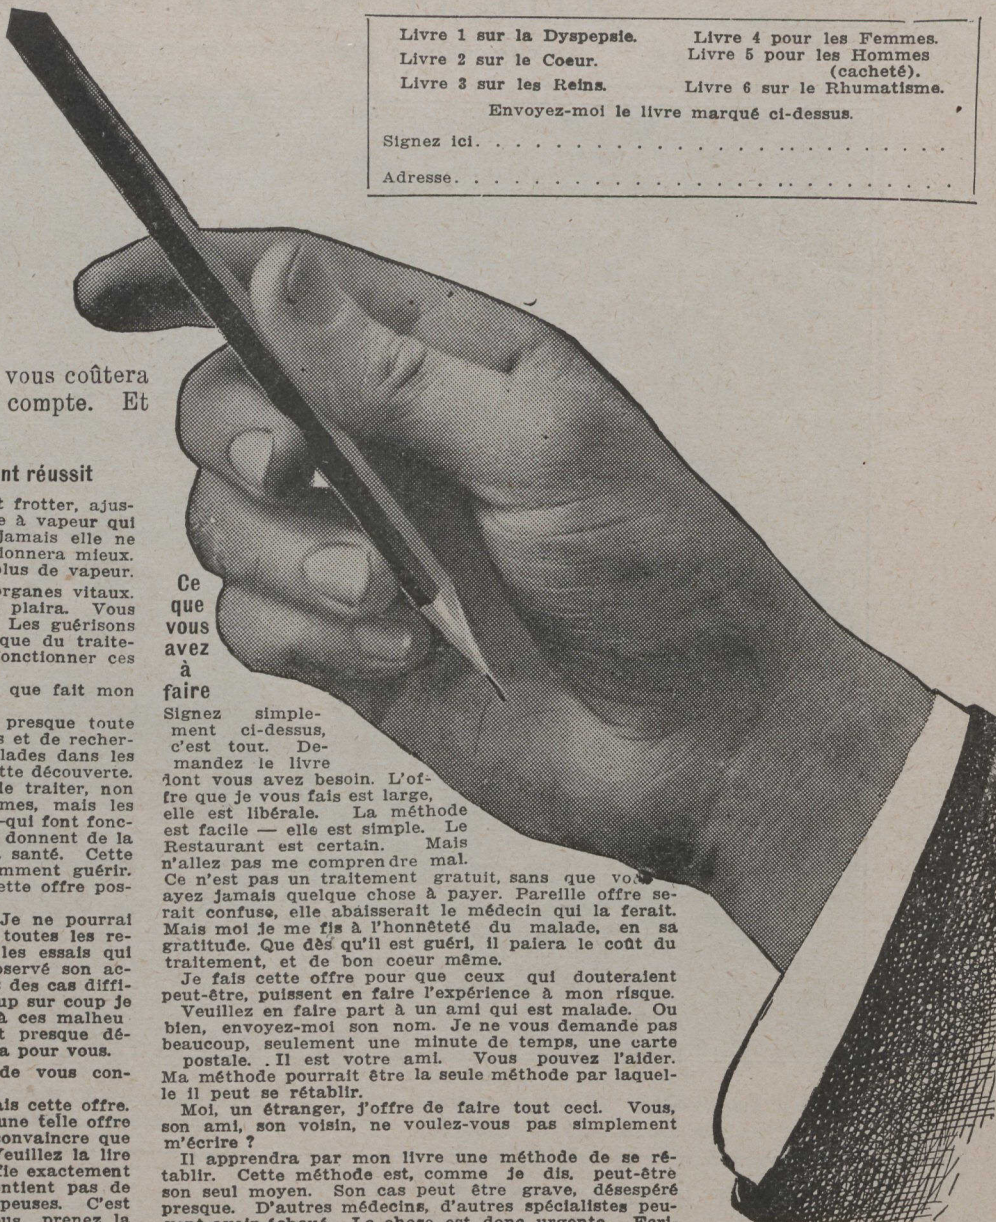 Livre 1 sur la Dyspepsie.
Livre 2 sur le Coeur.
Livre 3 sur les Reins.
Livre 4 pour les Femmes.
Livre 5 pour les Hommes
(cacheté).
Livre 6 sur le Rhumatisme.
Envoyez-moi le livre marqué ci-dessus.
Signez ici. . . . . . . . . . . . . . . . . . . . . . . . . .
Adresse. . . . . . . . . . . . . . . . . . . . . . . . . . .
vous coûtera
compte. Et
nt réussit
t frotter, ajus-
e à vapeur qui
Jamais elle ne
donnera mieux.
plus de vapeur.
organes vitaux.
plaira. Vous
Les guérisons
que du traite-
fonctionner ces
que fait mon
presque toute
s et de recher-
lades dans les
tte découverte.
de traiter, non
mes, mais les
-qui font fonc-
donnent de la
santé. Cette
mment guérir.
ette offre pos-
Je ne pourrai
toutes les re-
les essais qui
servé son ac-
des cas diffi-
up sur coup je
à ces malheu
t presque dé-
a pour vous.
de vous con-
is cette offre.
une telle offre
convaincre que
Veuillez la lire
fie exactement
ntient pas de
peuses. C'est
us, prenez la
Ce
que
vous
avez
à
faire
Signez simple-
ment ci-dessus,
c'est tout. De-
mandez le livre
dont vous avez besoin. L'of-
fre que je vous fais est large,
elle est libérale. La méthode
est facile — elle est simple. Le
Restaurant est certain. Mais
n'allez pas me comprendre mal.
Ce n'est pas un traitement gratuit, sans que
ayez jamais quelque chose à payer. Pareille offre se-
rait confuse, elle abaisserait le médecin qui la ferait.
Mais moi je me fis à l'honnêteté du malade, en sa
gratitude. Que dès qu'il est guéri, il paiera le coût du
traitement, et de bon coeur même.
Je fais cette offre pour que ceux qui douteraient
peut-être, puissent en faire l'expérience à mon risque.
Veuillez en faire part à un ami qui est malade. Ou
bien, envoyez-moi son nom. Je ne vous demande pas
beaucoup, seulement une minute de temps, une carte
postale. . Il est votre ami. Vous pouvez l'aider.
Ma méthode pourrait être la seule méthode par laquel-
le il peut se rétablir.
Moi, un étranger, j'offre de faire tout ceci. Vous,
son ami, son voisin, ne voulez-vous pas simplement
m'écrire ?
Il apprendra par mon livre une méthode de se ré-
tablir. Cette méthode est, comme je dis, peut-être
son seul moyen. Son cas peut être grave, désespéré
presque. D'autres médecins, d'autres spécialistes peu-